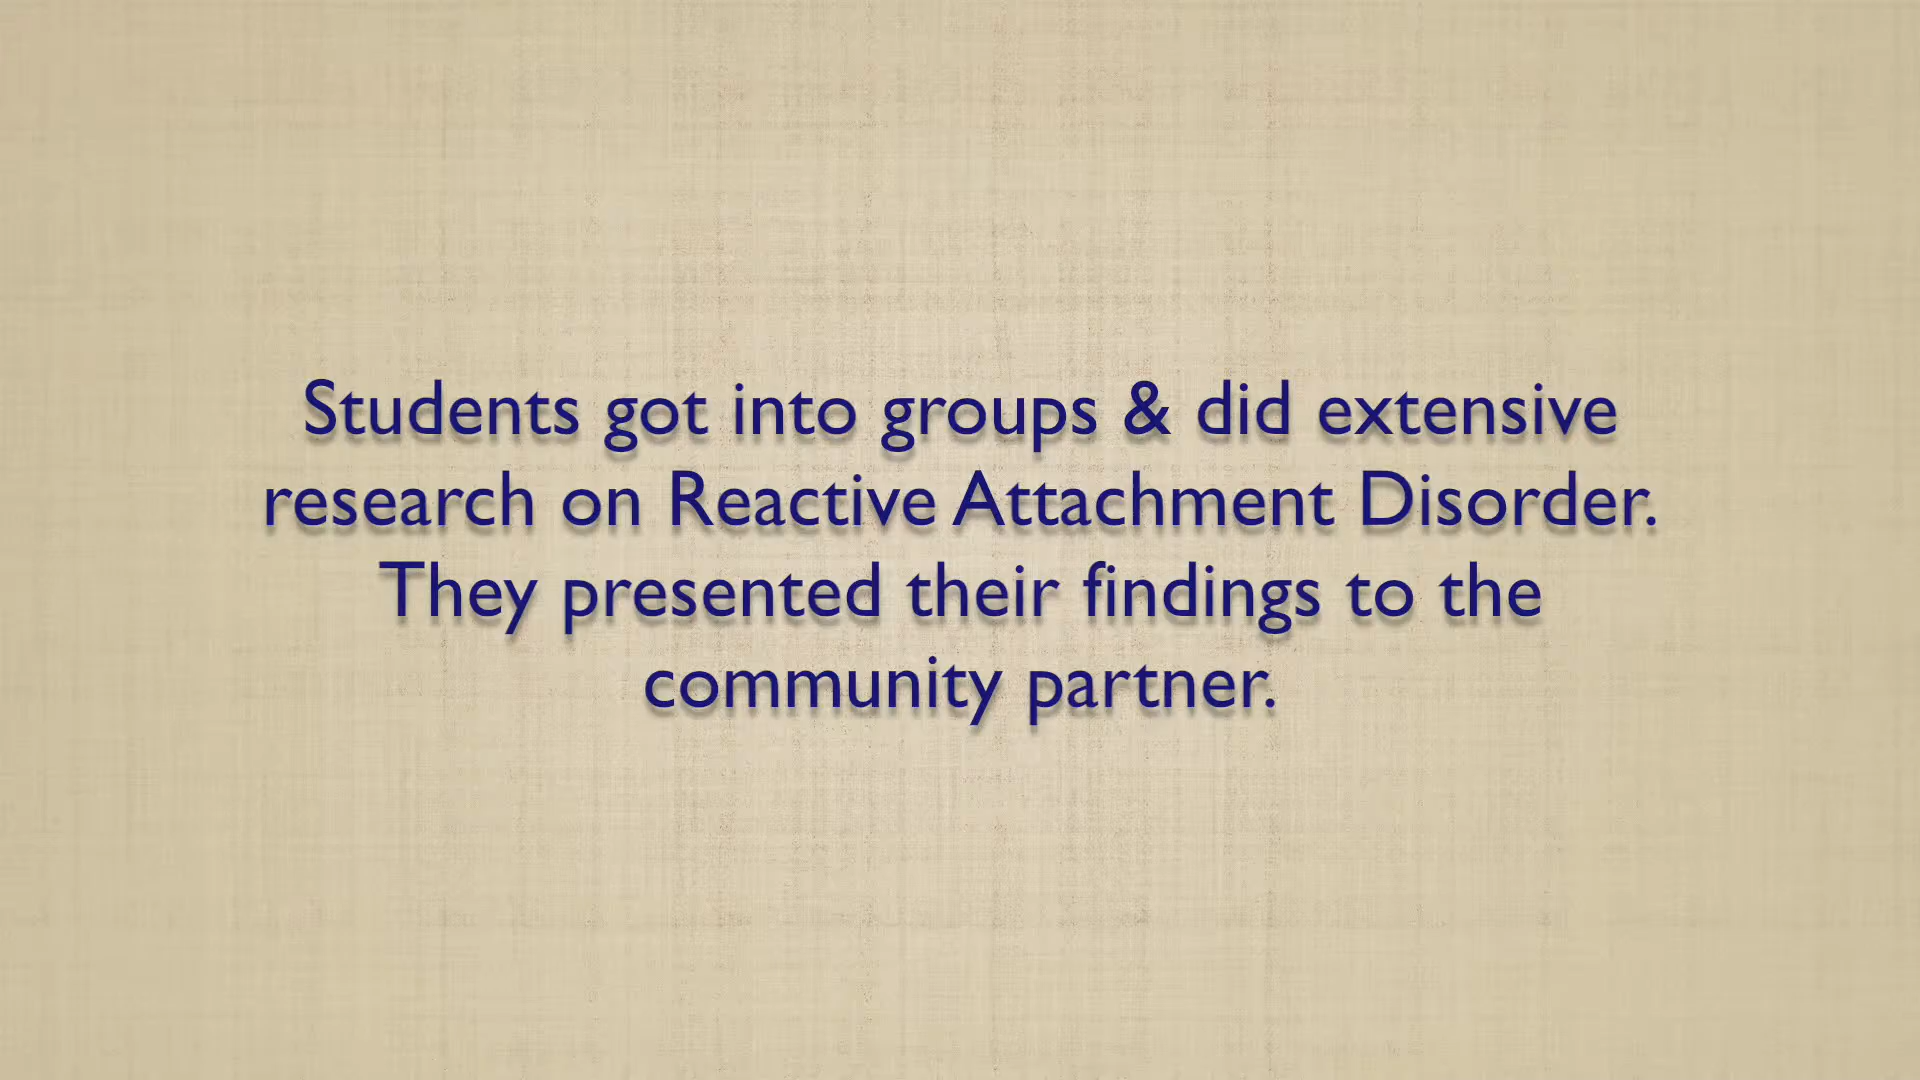 Students got into groups & did extensive
research on Reactive Attachment Disorder.
They presented their findings to the
community partner.